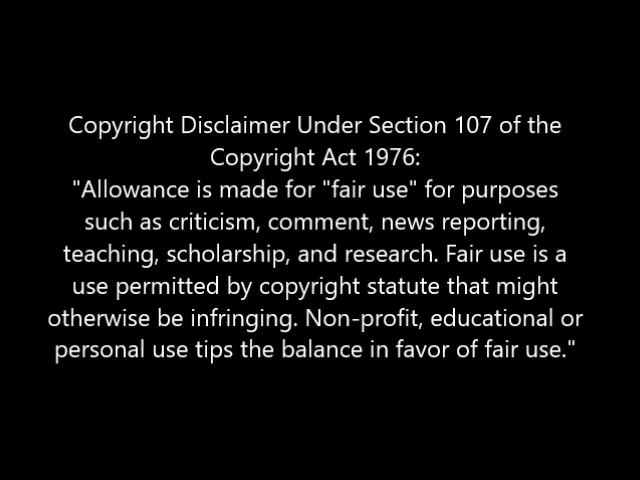 Copyright Disclaimer Under Section 107 of the
Copyright Act 1976:
"Allowance is made for "fair use" for purposes
such as criticism, comment, news reporting,
teaching, scholarship, and research. Fair use is a
use permitted by copyright statute that might
otherwise be infringing. Non-profit, educational or
personal use tips the balance in favor of fair use."